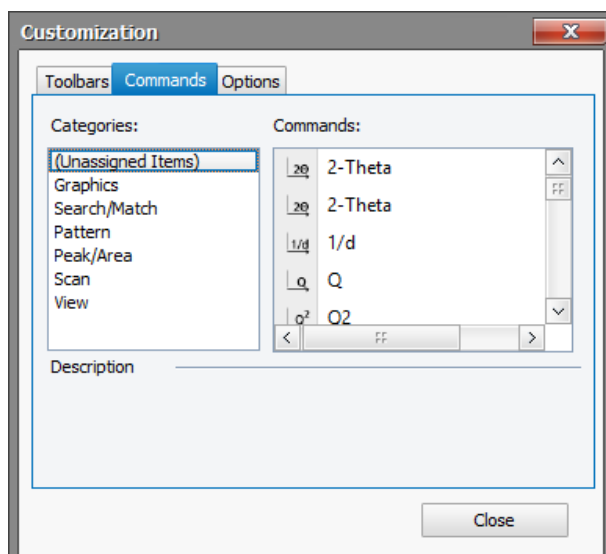 Customization
Toolbars Commands Options
Categories: Commands:
(Unassigned Items)
Graphics
Search/Match
Pattern
Peak/Area
Scan
View
2θ 2-Theta
2θ 2-Theta
1/d 1/d
Q Q
Q² Q2
Description
Close